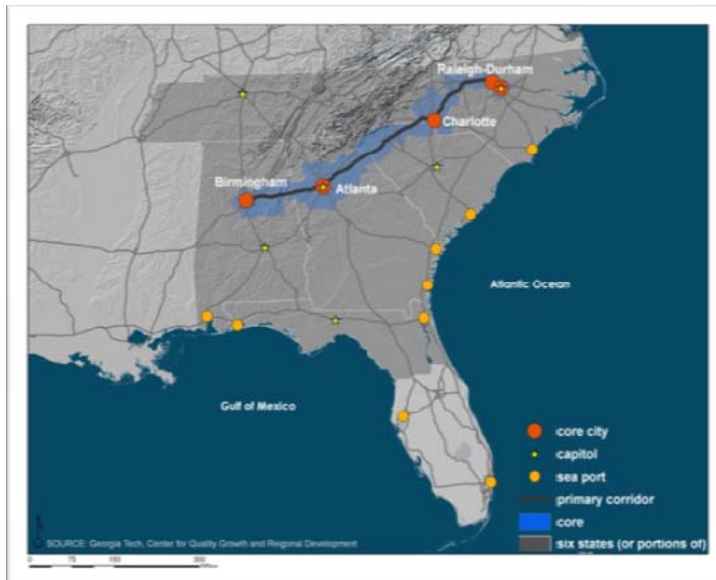 Raleigh-Durham
Charlotte
Birmingham
Atlanta
Atlantic Ocean
Gulf of Mexico
core city
capitol
sea port
primary corridor
core
six states (or portions of)
SOURCE: Georgia Tech, Center for Quality Growth and Reigonal Development
0 75 150 300